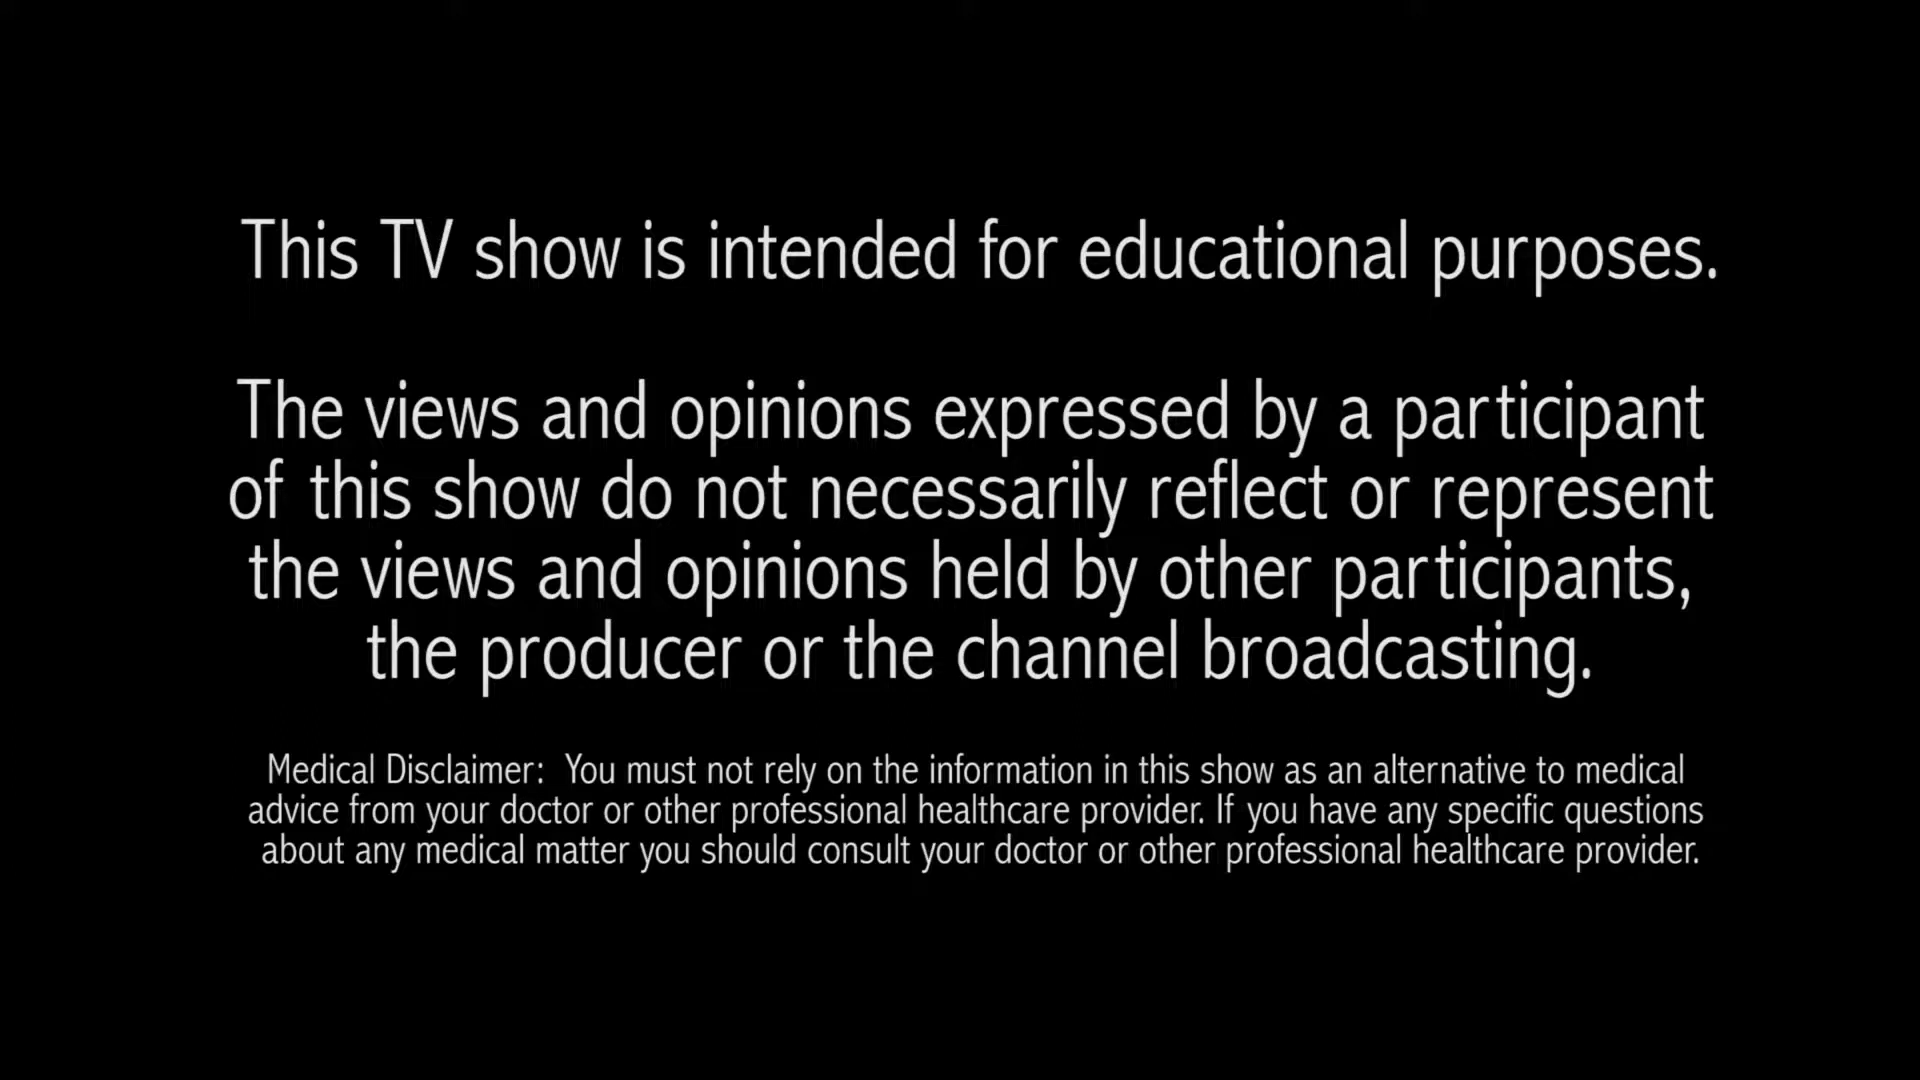 This TV show is intended for educational purposes.
The views and opinions expressed by a participant
of this show do not necessarily reflect or represent
the views and opinions held by other participants,
the producer or the channel broadcasting.
Medical Disclaimer:  You must not rely on the information in this show as an alternative to medical
advice from your doctor or other professional healthcare provider. If you have any specific questions
about any medical matter you should consult your doctor or other professional healthcare provider.